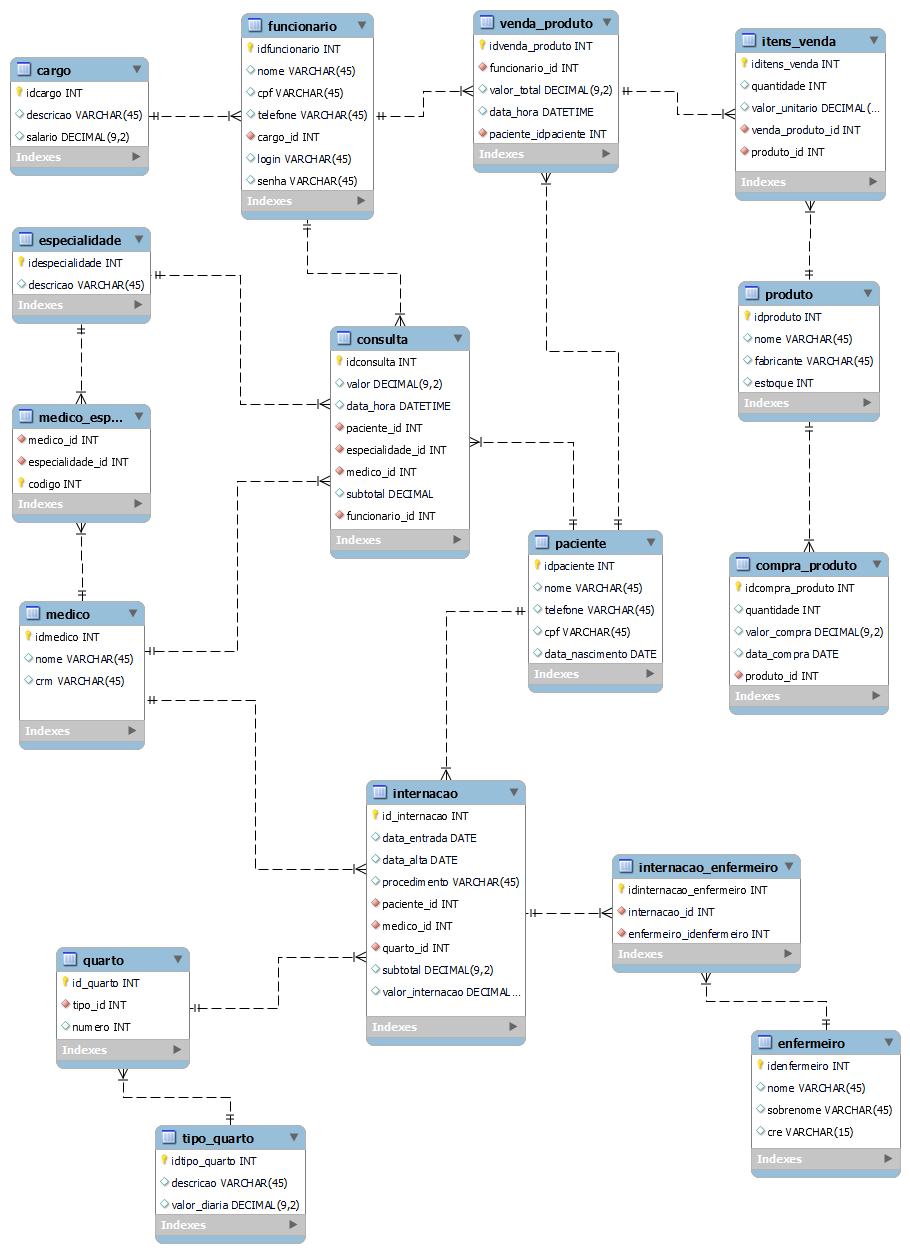 cargo
idcargo INT
descricao VARCHAR(45)
salario DECIMAL(9,2)
Indexes
funcionario
idfuncionario INT
nome VARCHAR(45)
cpf VARCHAR(45)
telefone VARCHAR(45)
cargo_id INT
login VARCHAR(45)
senha VARCHAR(45)
Indexes
venda_produto
idvenda_produto INT
funcionario_id INT
valor_total DECIMAL(9,2)
data_hora DATETIME
paciente_idpaciente INT
Indexes
itens_venda
iditens_venda INT
quantidade INT
valor_unitario DECIMAL(...
venda_produto_id INT
produto_id INT
Indexes
especialidade
idespecialidade INT
descricao VARCHAR(45)
Indexes
consulta
idconsulta INT
valor DECIMAL(9,2)
data_hora DATETIME
paciente_id INT
especialidade_id INT
medico_id INT
subtotal DECIMAL
funcionario_id INT
Indexes
produto
idproduto INT
nome VARCHAR(45)
fabricante VARCHAR(45)
estoque INT
Indexes
medico_esp...
medico_id INT
especialidade_id INT
codigo INT
Indexes
paciente
idpaciente INT
nome VARCHAR(45)
telefone VARCHAR(45)
cpf VARCHAR(45)
data_nascimento DATE
Indexes
compra_produto
idcompra_produto INT
quantidade INT
valor_compra DECIMAL(9,2)
data_compra DATE
produto_id INT
Indexes
medico
idmedico INT
nome VARCHAR(45)
crm VARCHAR(45)
Indexes
internacao
id_internacao INT
data_entrada DATE
data_alta DATE
procedimento VARCHAR(45)
paciente_id INT
medico_id INT
quarto_id INT
subtotal DECIMAL(9,2)
valor_internacao DECIMAL...
Indexes
internacao_enfermeiro
idinternacao_enfermeiro INT
internacao_id INT
enfermeiro_idenfermeiro INT
Indexes
quarto
id_quarto INT
tipo_id INT
numero INT
Indexes
enfermeiro
idenfermeiro INT
nome VARCHAR(45)
sobrenome VARCHAR(45)
cre VARCHAR(15)
Indexes
tipo_quarto
idtipo_quarto INT
descricao VARCHAR(45)
valor_diaria DECIMAL(9,2)
Indexes